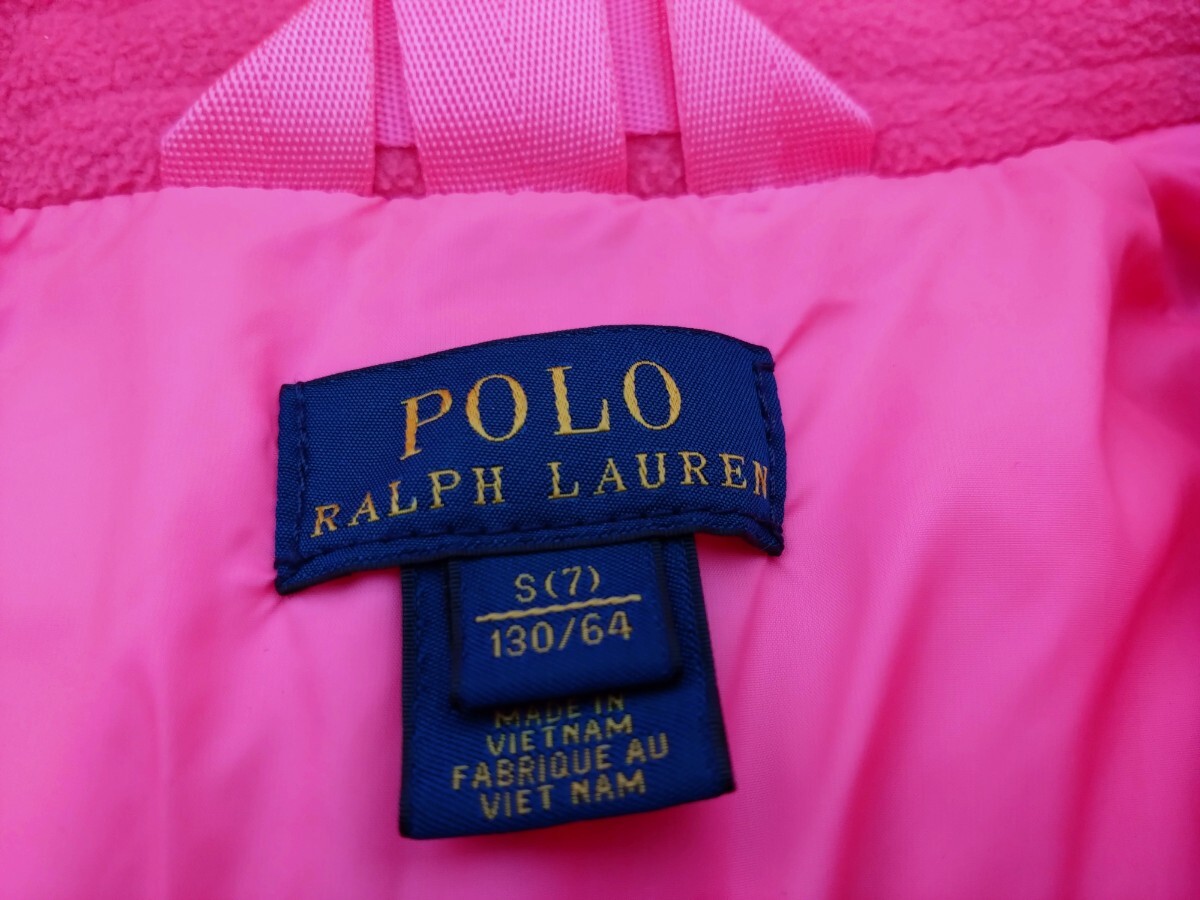 POLO
RALPH LAUREN
S(7)
130/64
MADE IN
VIETNAM
FABRIQUE AU
VIET NAM